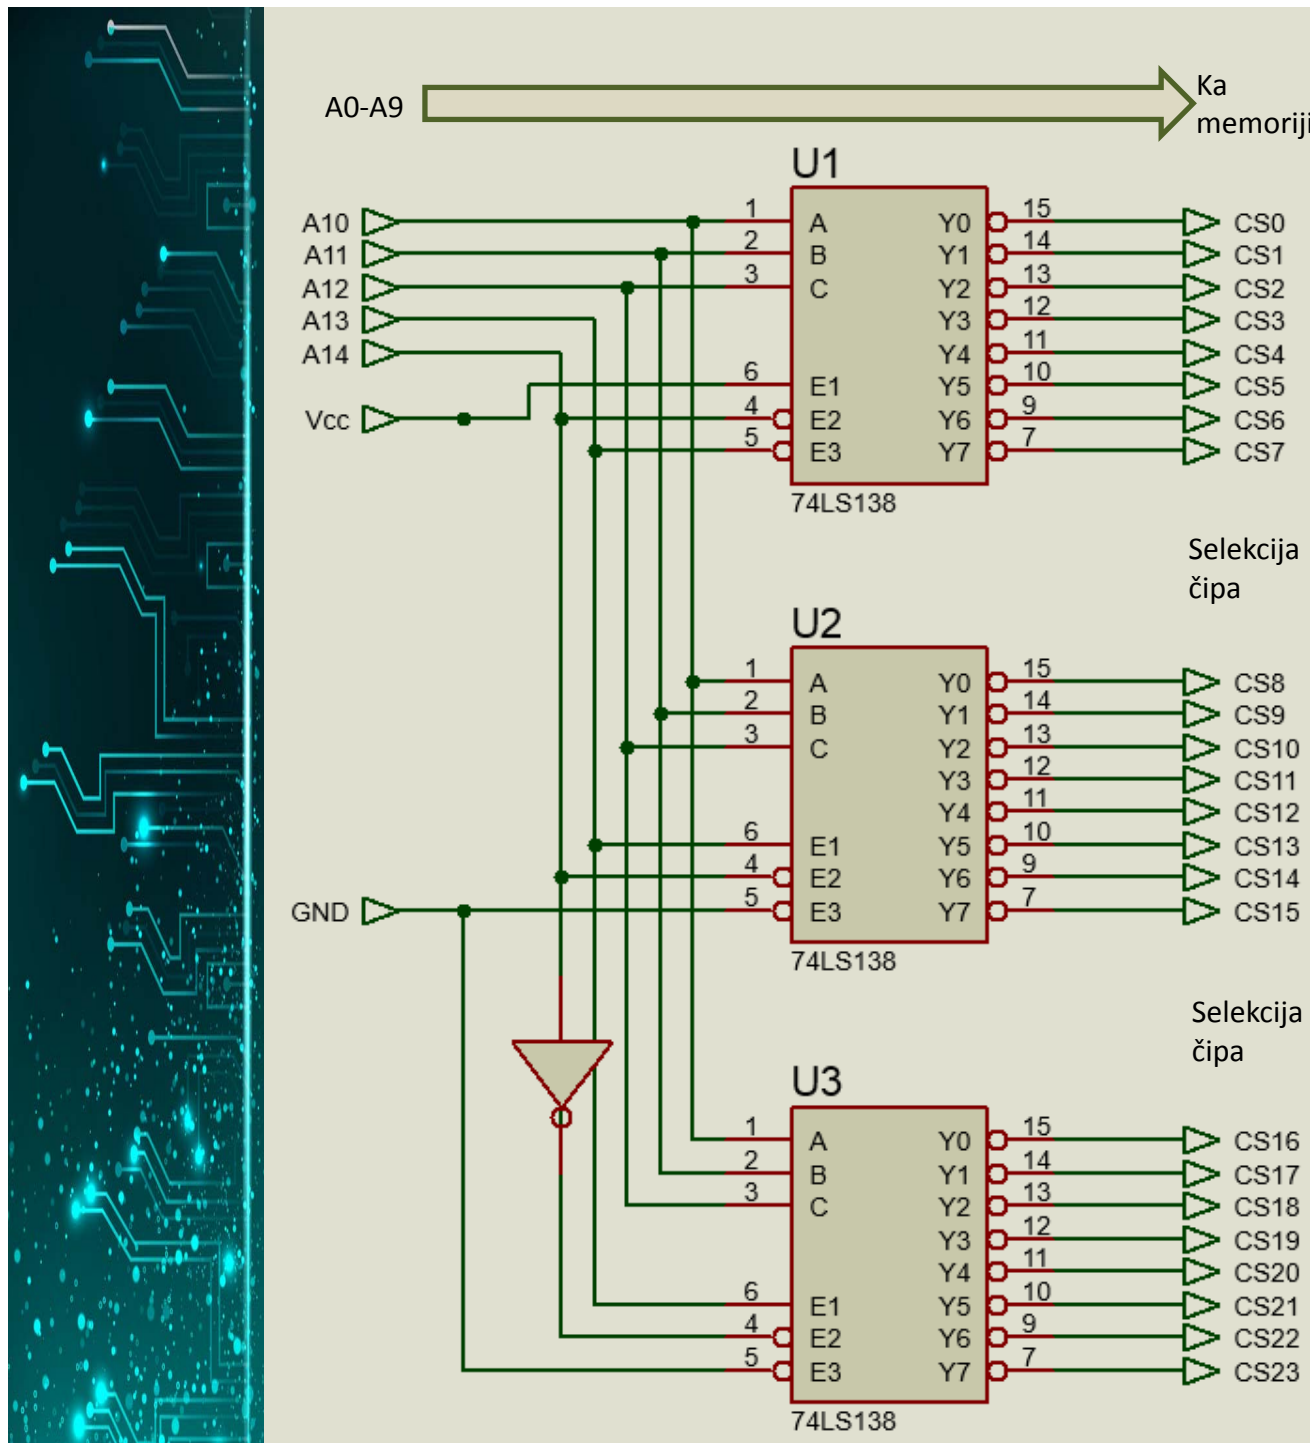 A0-A9
Ka
memoriji
U1
A10
1
A
Y0
15
CS0
A11
2
B
Y1
14
CS1
A12
3
C
Y2
13
CS2
A13
Y3
12
CS3
A14
Y4
11
CS4
6
E1
Y5
10
CS5
Vcc
4
E2
Y6
9
CS6
5
E3
Y7
7
CS7
74LS138
Selekcija
čipa
U2
1
A
Y0
15
CS8
2
B
Y1
14
CS9
3
C
Y2
13
CS10
Y3
12
CS11
Y4
11
CS12
6
E1
Y5
10
CS13
4
E2
Y6
9
CS14
GND
5
E3
Y7
7
CS15
74LS138
Selekcija
čipa
U3
1
A
Y0
15
CS16
2
B
Y1
14
CS17
3
C
Y2
13
CS18
Y3
12
CS19
Y4
11
CS20
6
E1
Y5
10
CS21
4
E2
Y6
9
CS22
5
E3
Y7
7
CS23
74LS138